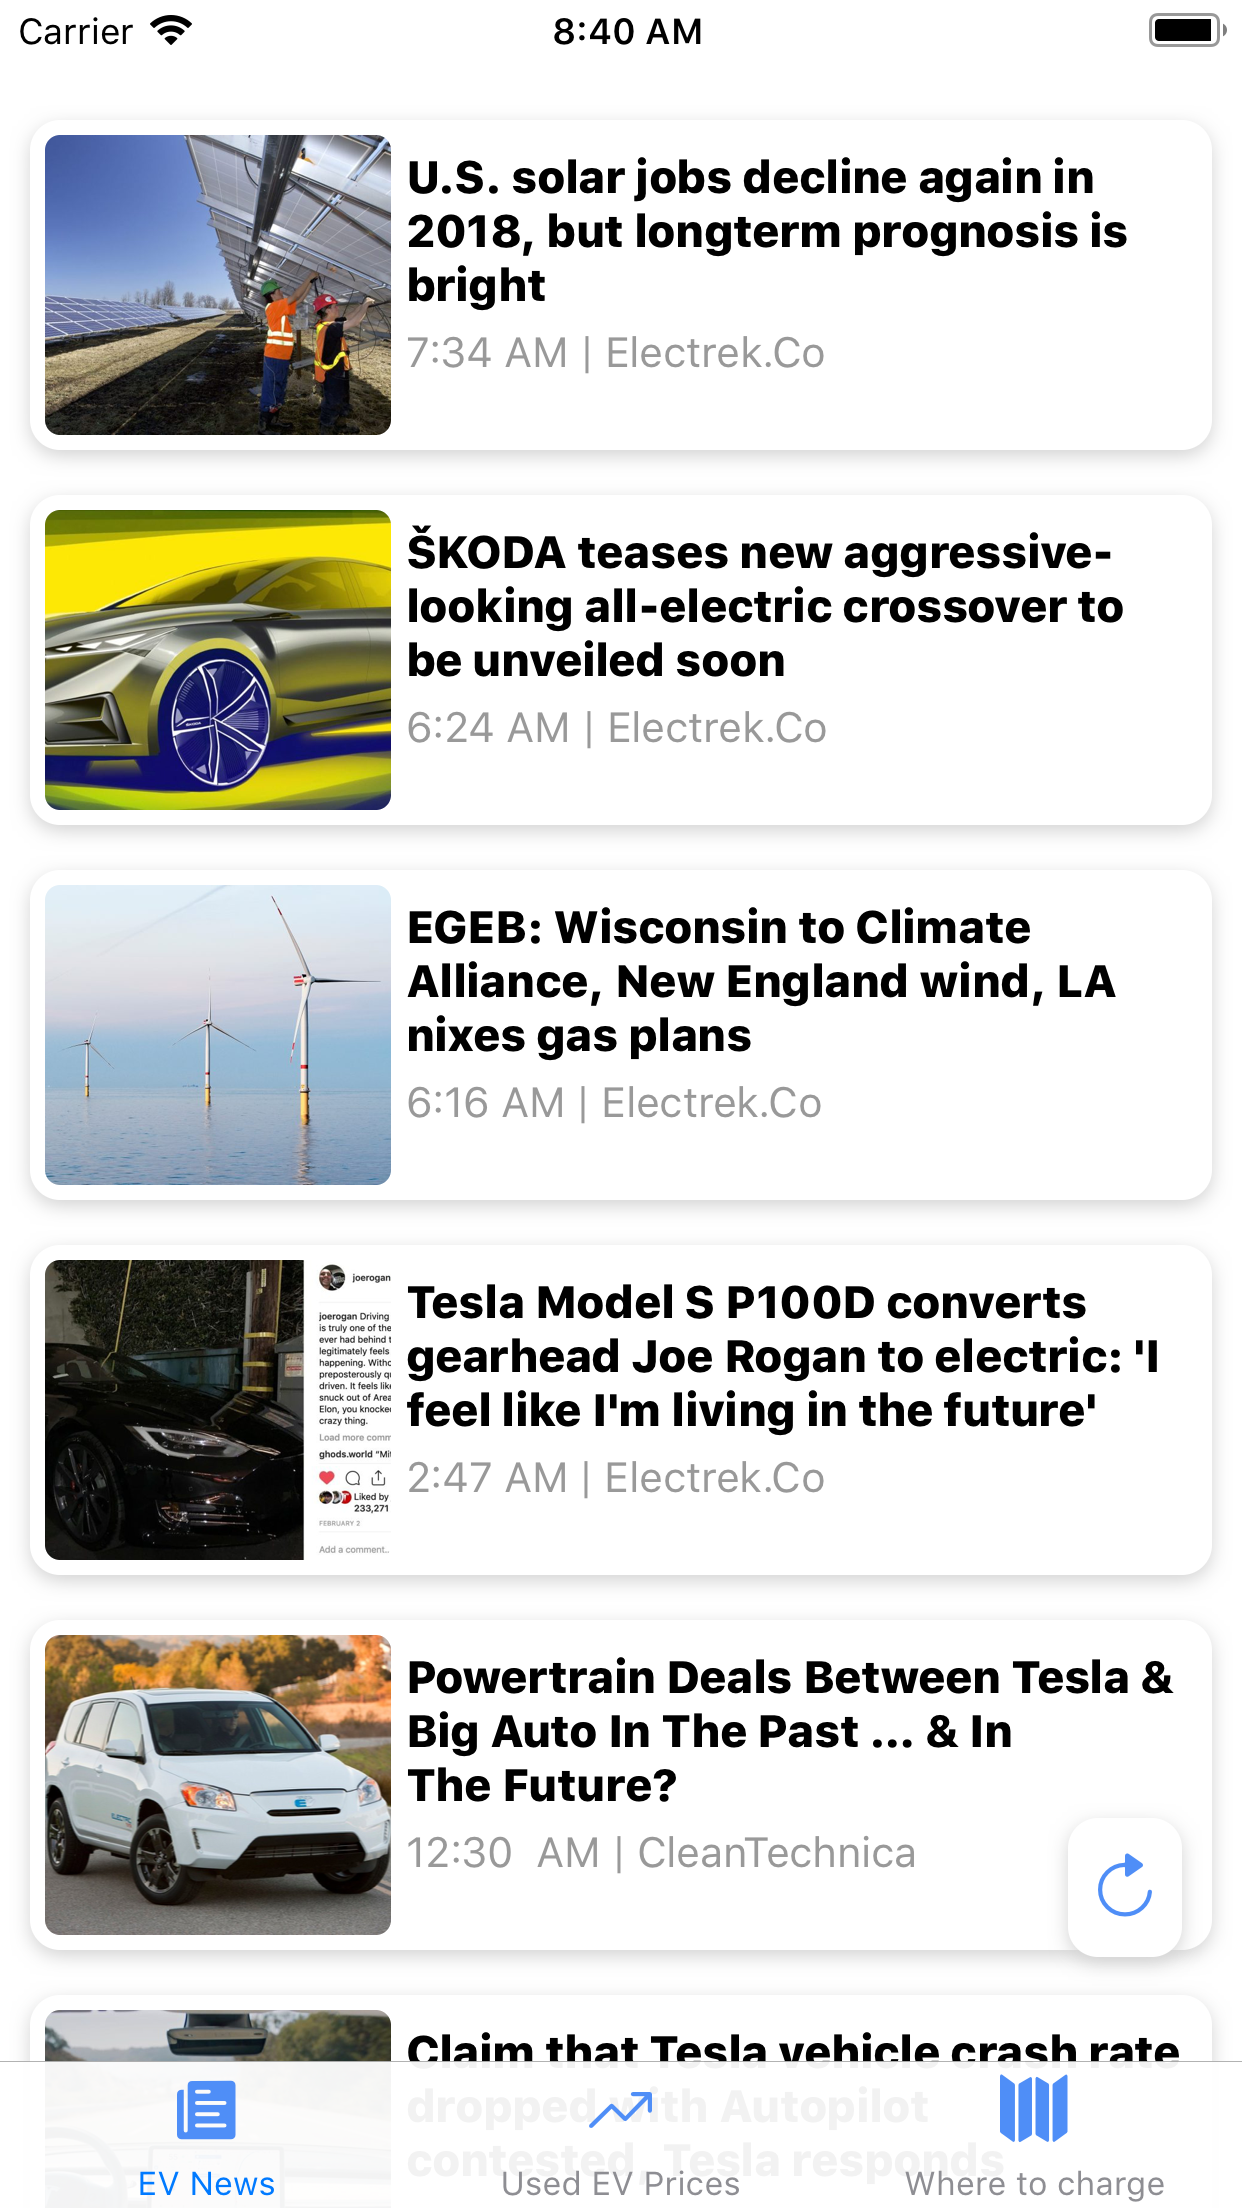 Carrier
8:40 AM
U.S. solar jobs decline again in
2018, but longterm prognosis is
bright
7:34 AM | Electrek.Co
ŠKODA teases new aggressive-
looking all-electric crossover to
be unveiled soon
6:24 AM | Electrek.Co
EGEB: Wisconsin to Climate
Alliance, New England wind, LA
nixes gas plans
6:16 AM | Electrek.Co
joerogan
joerogan Driving
is truly one of the
ever had behind t
legitimately feels
happening. Witho
preposterously qu
driven. It feels lik
snuck out of Area
Elon, you knocke
crazy thing.
Load more comm
ghods.world "Mit
Liked by
233,271
FEBRUARY 2
Add a comment..
Tesla Model S P100D converts
gearhead Joe Rogan to electric: 'I
feel like I'm living in the future'
2:47 AM | Electrek.Co
Powertrain Deals Between Tesla &
Big Auto In The Past ... & In
The Future?
12:30 AM | CleanTechnica
Claim that Tesla vehicle crash rate
dropped with Autopilot
contested, Tesla responds
EV News
Used EV Prices
Where to charge